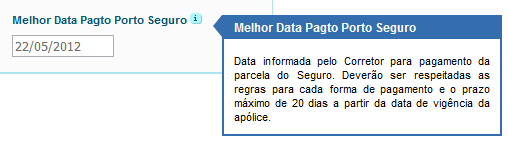 Melhor Data Pagto Porto Seguro i
22/05/2012
Melhor Data Pagto Porto Seguro
Data informada pelo Corretor para pagamento da
parcela do Seguro. Deverão ser respeitadas as
regras para cada forma de pagamento e o prazo
máximo de 20 dias a partir da data de vigência da
apólice.